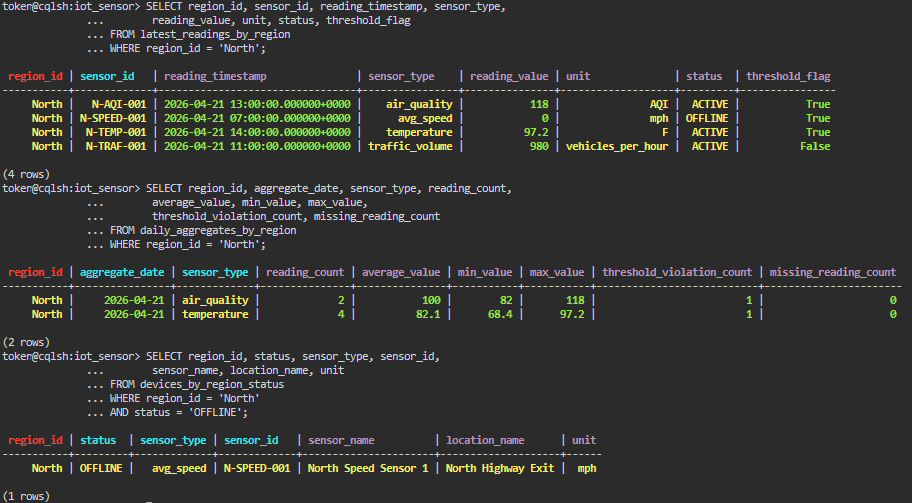 token@cqlsh:iot_sensor> SELECT region_id, sensor_id, reading_timestamp, sensor_type,
... reading_value, unit, status, threshold_flag
... FROM latest_readings_by_region
... WHERE region_id = 'North';
region_id | sensor_id | reading_timestamp | sensor_type | reading_value | unit | status | threshold_flag
North | N-AQI-001 | 2026-04-21 13:00:00.000000+0000 | air_quality | 118 | AQI | ACTIVE | True
North | N-SPEED-001 | 2026-04-21 07:00:00.000000+0000 | avg_speed | 0 | mph | OFFLINE | True
North | N-TEMP-001 | 2026-04-21 14:00:00.000000+0000 | temperature | 97.2 | F | ACTIVE | True
North | N-TRAF-001 | 2026-04-21 11:00:00.000000+0000 | traffic_volume | 980 | vehicles_per_hour | ACTIVE | False
(4 rows)
token@cqlsh:iot_sensor> SELECT region_id, aggregate_date, sensor_type, reading_count,
... average_value, min_value, max_value,
... threshold_violation_count, missing_reading_count
... FROM daily_aggregates_by_region
... WHERE region_id = 'North';
region_id | aggregate_date | sensor_type | reading_count | average_value | min_value | max_value | threshold_violation_count | missing_reading_count
North | 2026-04-21 | air_quality | 2 | 100 | 82 | 118 | 1 | 0
North | 2026-04-21 | temperature | 4 | 82.1 | 68.4 | 97.2 | 1 | 0
(2 rows)
token@cqlsh:iot_sensor> SELECT region_id, status, sensor_type, sensor_id,
... sensor_name, location_name, unit
... FROM devices_by_region_status
... WHERE region_id = 'North'
... AND status = 'OFFLINE';
region_id | status | sensor_type | sensor_id | sensor_name | location_name | unit
North | OFFLINE | avg_speed | N-SPEED-001 | North Speed Sensor 1 | North Highway Exit | mph
(1 rows)